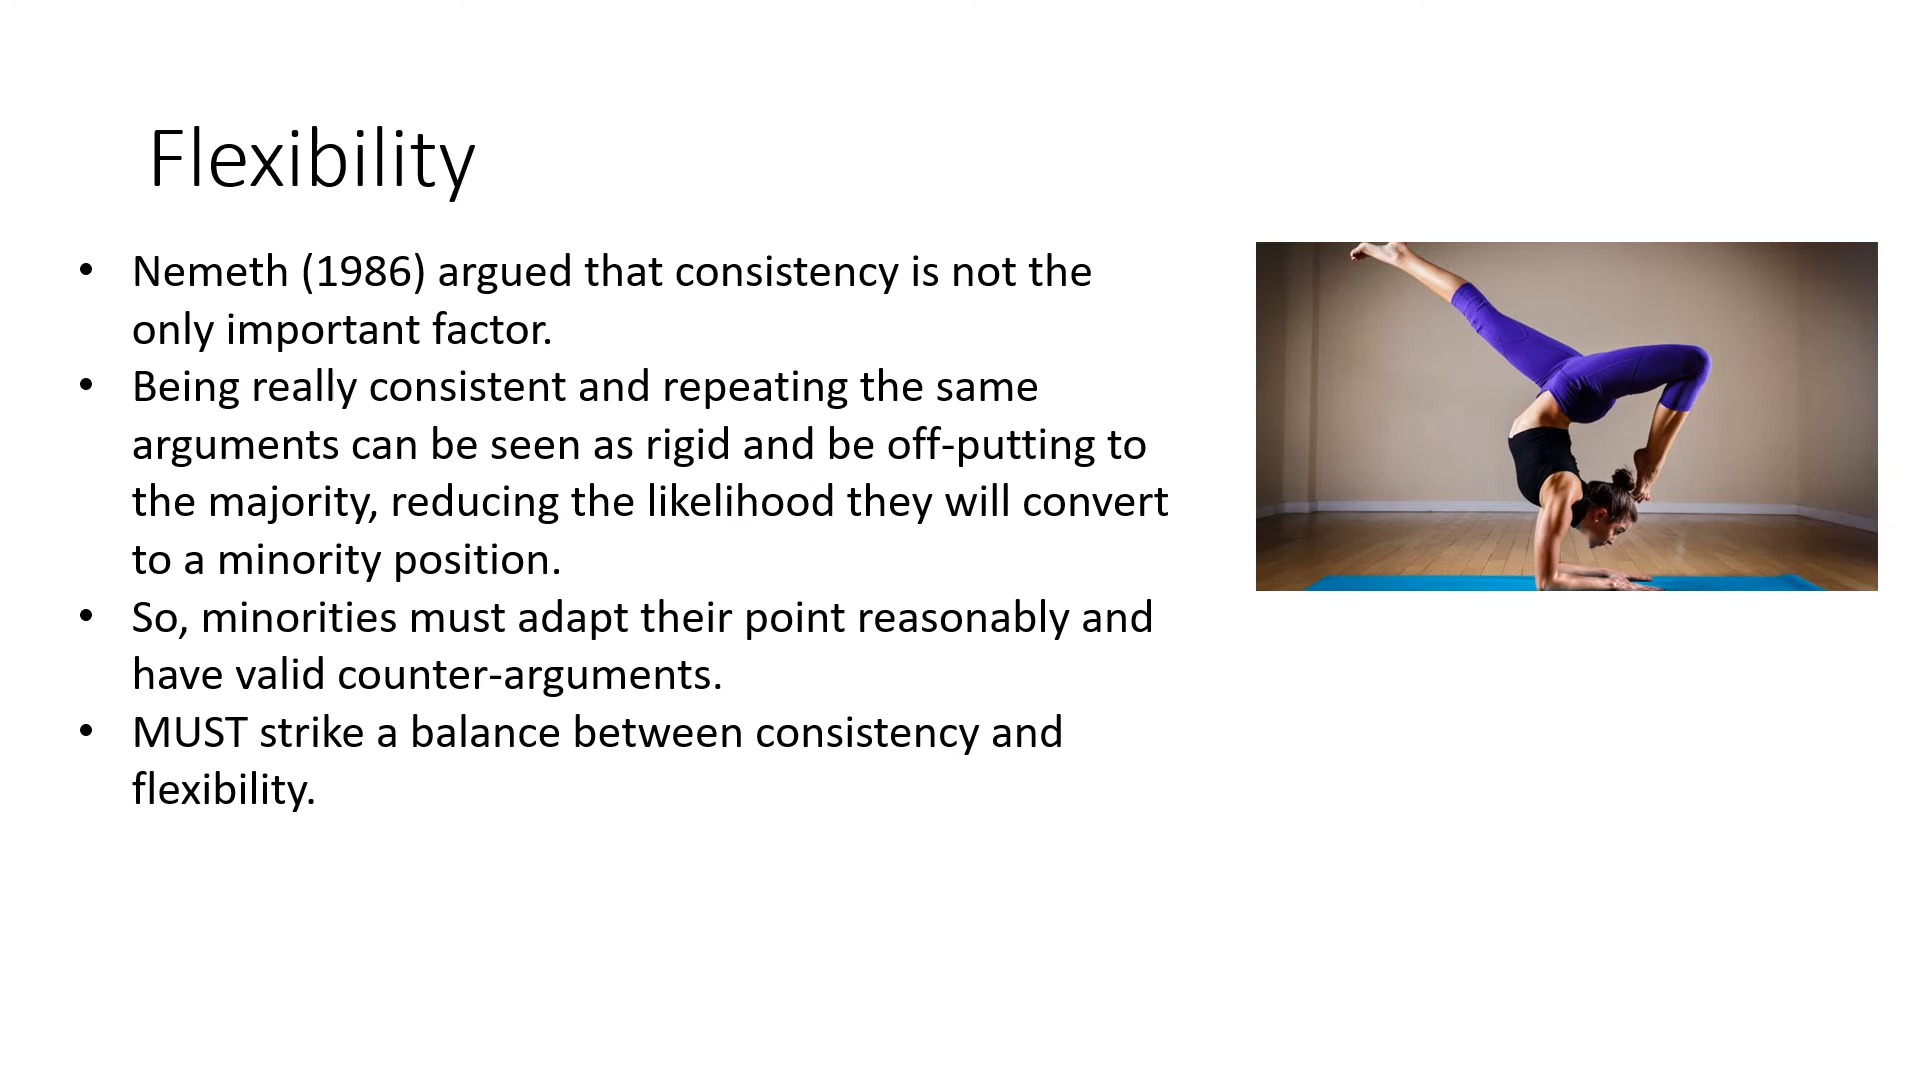 Flexibility
• Nemeth (1986) argued that consistency is not the
only important factor.
• Being really consistent and repeating the same
arguments can be seen as rigid and be off-putting to
the majority, reducing the likelihood they will convert
to a minority position.
• So, minorities must adapt their point reasonably and
have valid counter-arguments.
• MUST strike a balance between consistency and
flexibility.